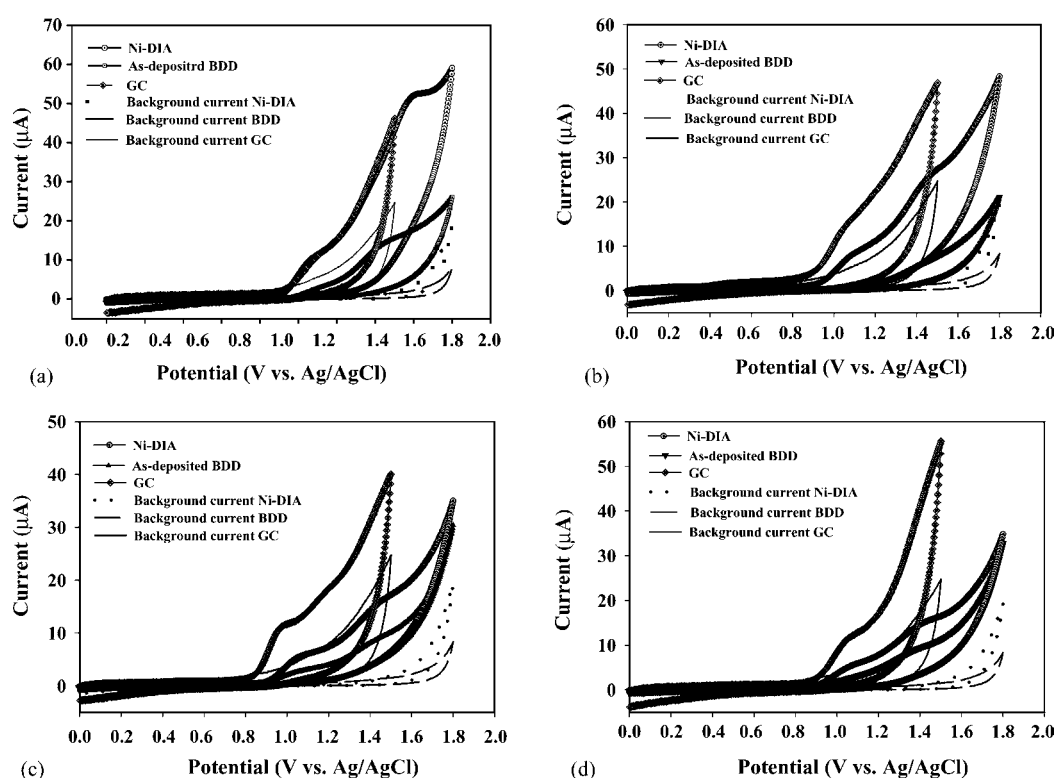 70
60
50
40
30
20
10
0
Current (µA)
Ni-DIA
As-depositrd BDD
GC
Background current Ni-DIA
Background current BDD
Background current GC
0.2 0.4 0.6 0.8 1.0 1.2 1.4 1.6 1.8 2.0
Potential (V vs. Ag/AgCl)
(a)
60
50
40
30
20
10
0
Current (µA)
Ni-DIA
As-deposited BDD
GC
Background current Ni-DIA
Background current BDD
Background current GC
0.0 0.2 0.4 0.6 0.8 1.0 1.2 1.4 1.6 1.8 2.0
Potential (V vs. Ag/AgCl)
(b)
50
40
30
20
10
0
Current (µA)
Ni-DIA
As-deposited BDD
GC
Background current Ni-DIA
Background current BDD
Background current GC
0.0 0.2 0.4 0.6 0.8 1.0 1.2 1.4 1.6 1.8 2.0
Potential (V vs. Ag/AgCl)
(c)
60
50
40
30
20
10
0
Current (µA)
Ni-DIA
As-deposited BDD
GC
Background current Ni-DIA
Background current BDD
Background current GC
0.0 0.2 0.4 0.6 0.8 1.0 1.2 1.4 1.6 1.8 2.0
Potential (V vs. Ag/AgCl)
(d)